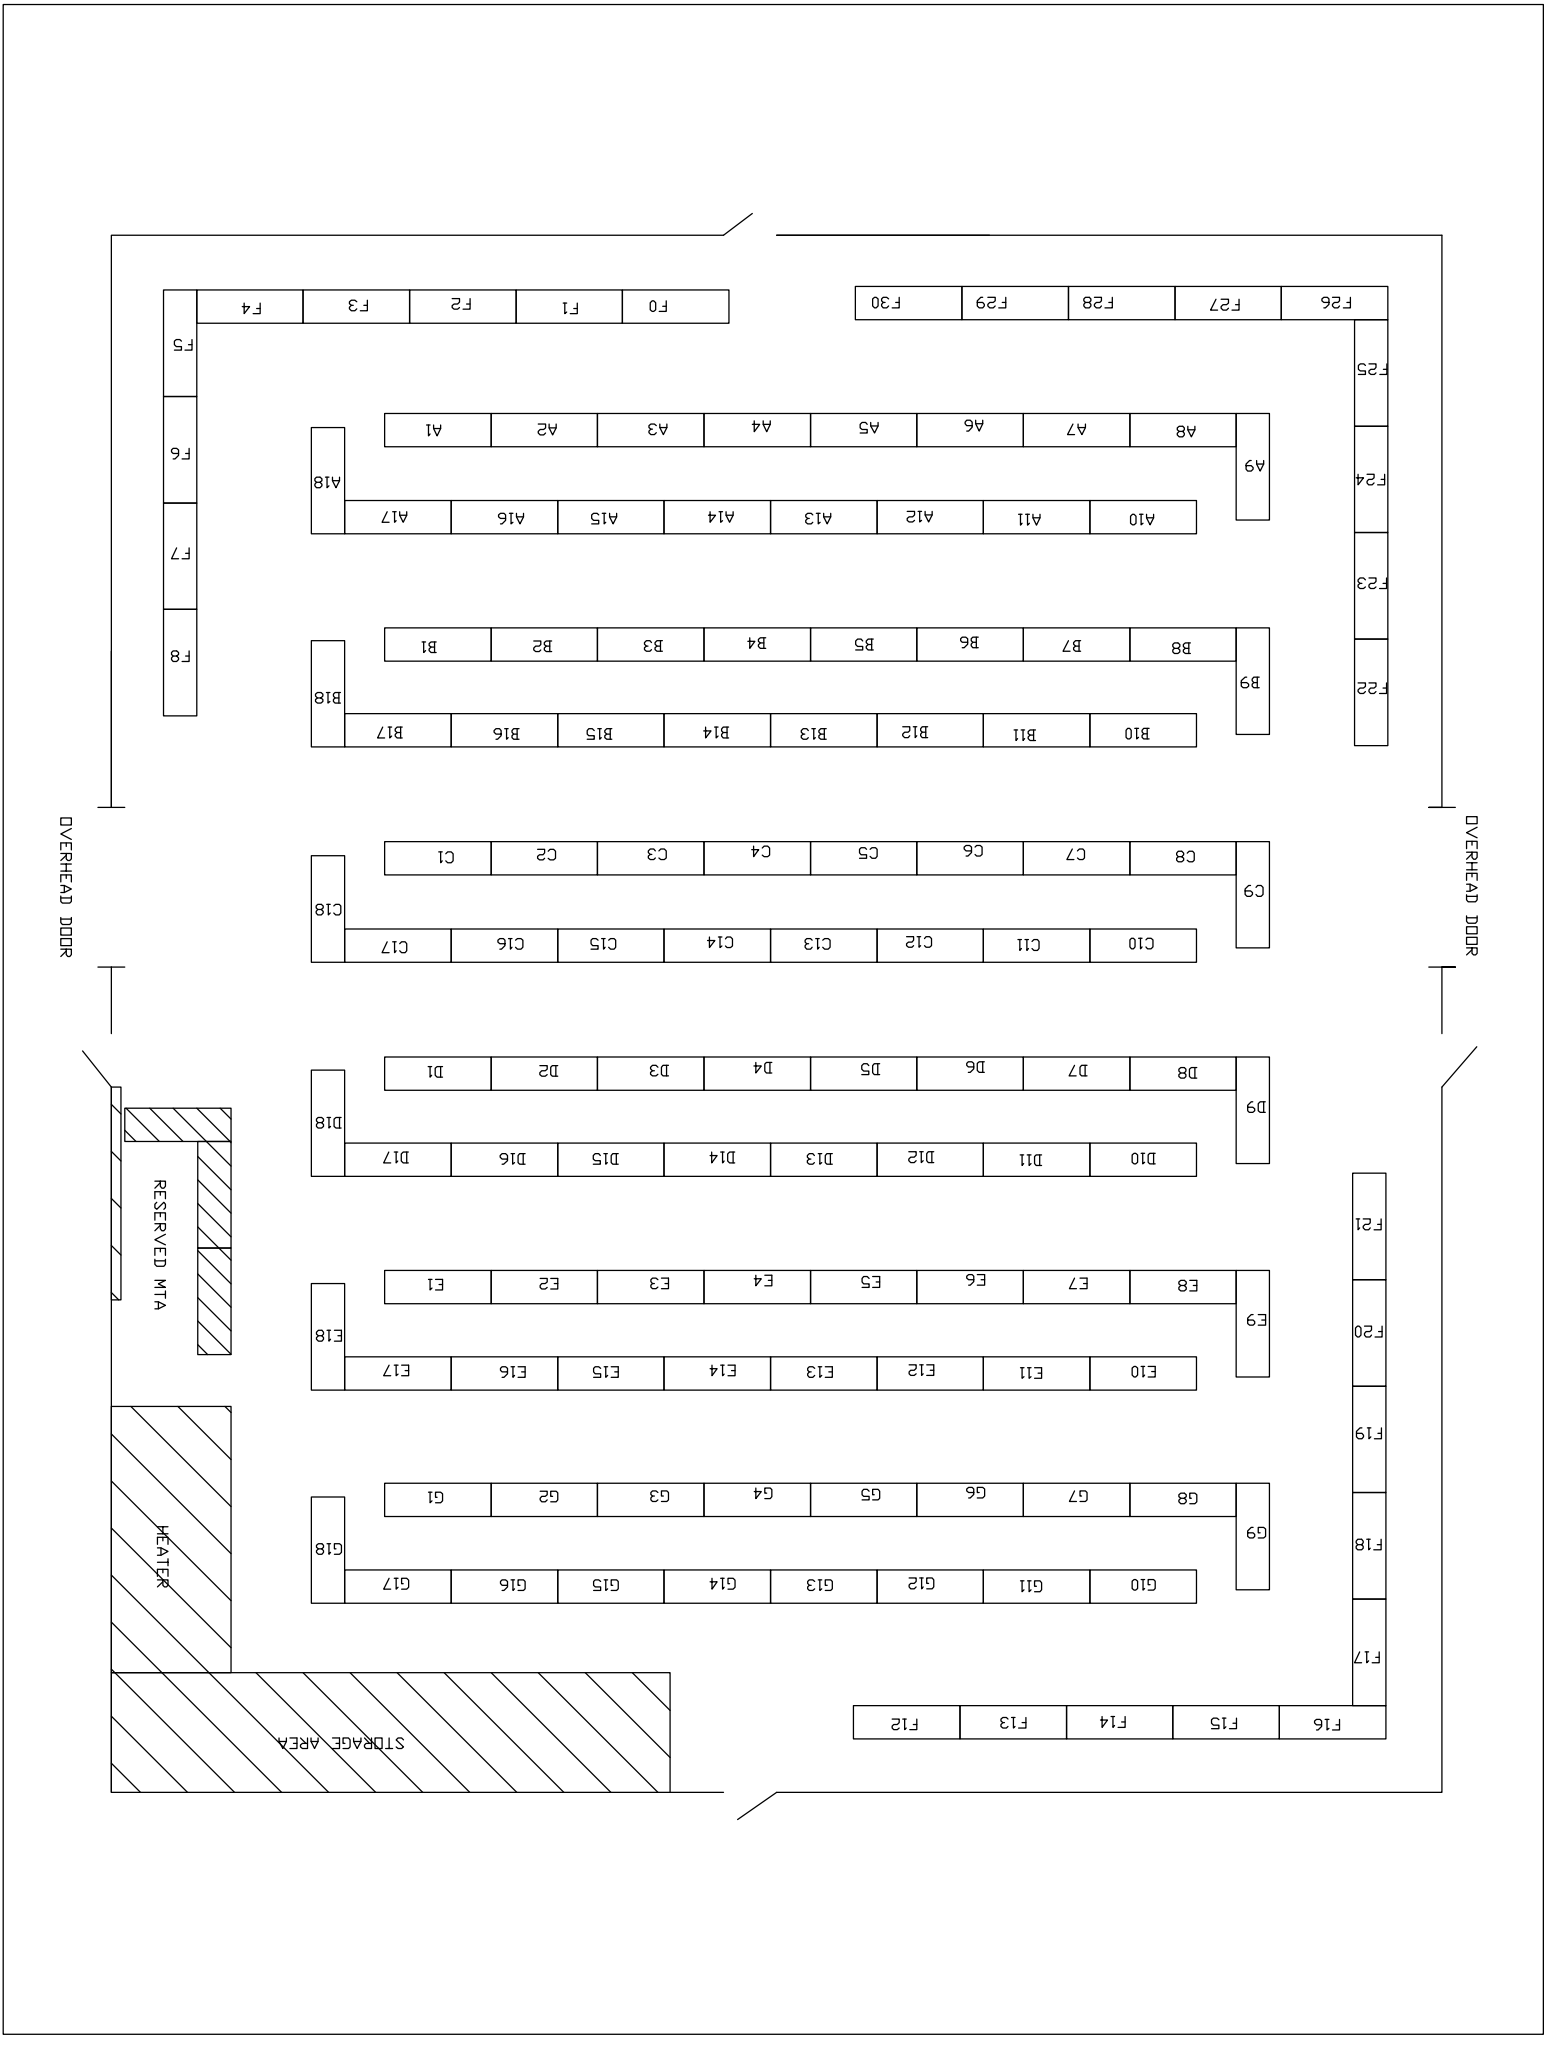 F4 F3 F2 F1 F0 F30 F29 F28 F27 F26
F5
F25
F6
F24
F7
F23
F8
F22
A1 A2 A3 A4 A5 A6 A7 A8
A9
A18
A17 A16 A15 A14 A13 A12 A11 A10
B1 B2 B3 B4 B5 B6 B7 B8
B9
B18
B17 B16 B15 B14 B13 B12 B11 B10
OVERHEAD DOOR
OVERHEAD DOOR
C1 C2 C3 C4 C5 C6 C7 C8
C9
C18
C17 C16 C15 C14 C13 C12 C11 C10
D1 D2 D3 D4 D5 D6 D7 D8
D9
D18
D17 D16 D15 D14 D13 D12 D11 D10
RESERVED MTA
F21
E1 E2 E3 E4 E5 E6 E7 E8
E9
E18
F20
E17 E16 E15 E14 E13 E12 E11 E10
F19
G1 G2 G3 G4 G5 G6 G7 G8
G9
G18
F18
HEATER
G17 G16 G15 G14 G13 G12 G11 G10
F17
F12 F13 F14 F15 F16
STORAGE AREA